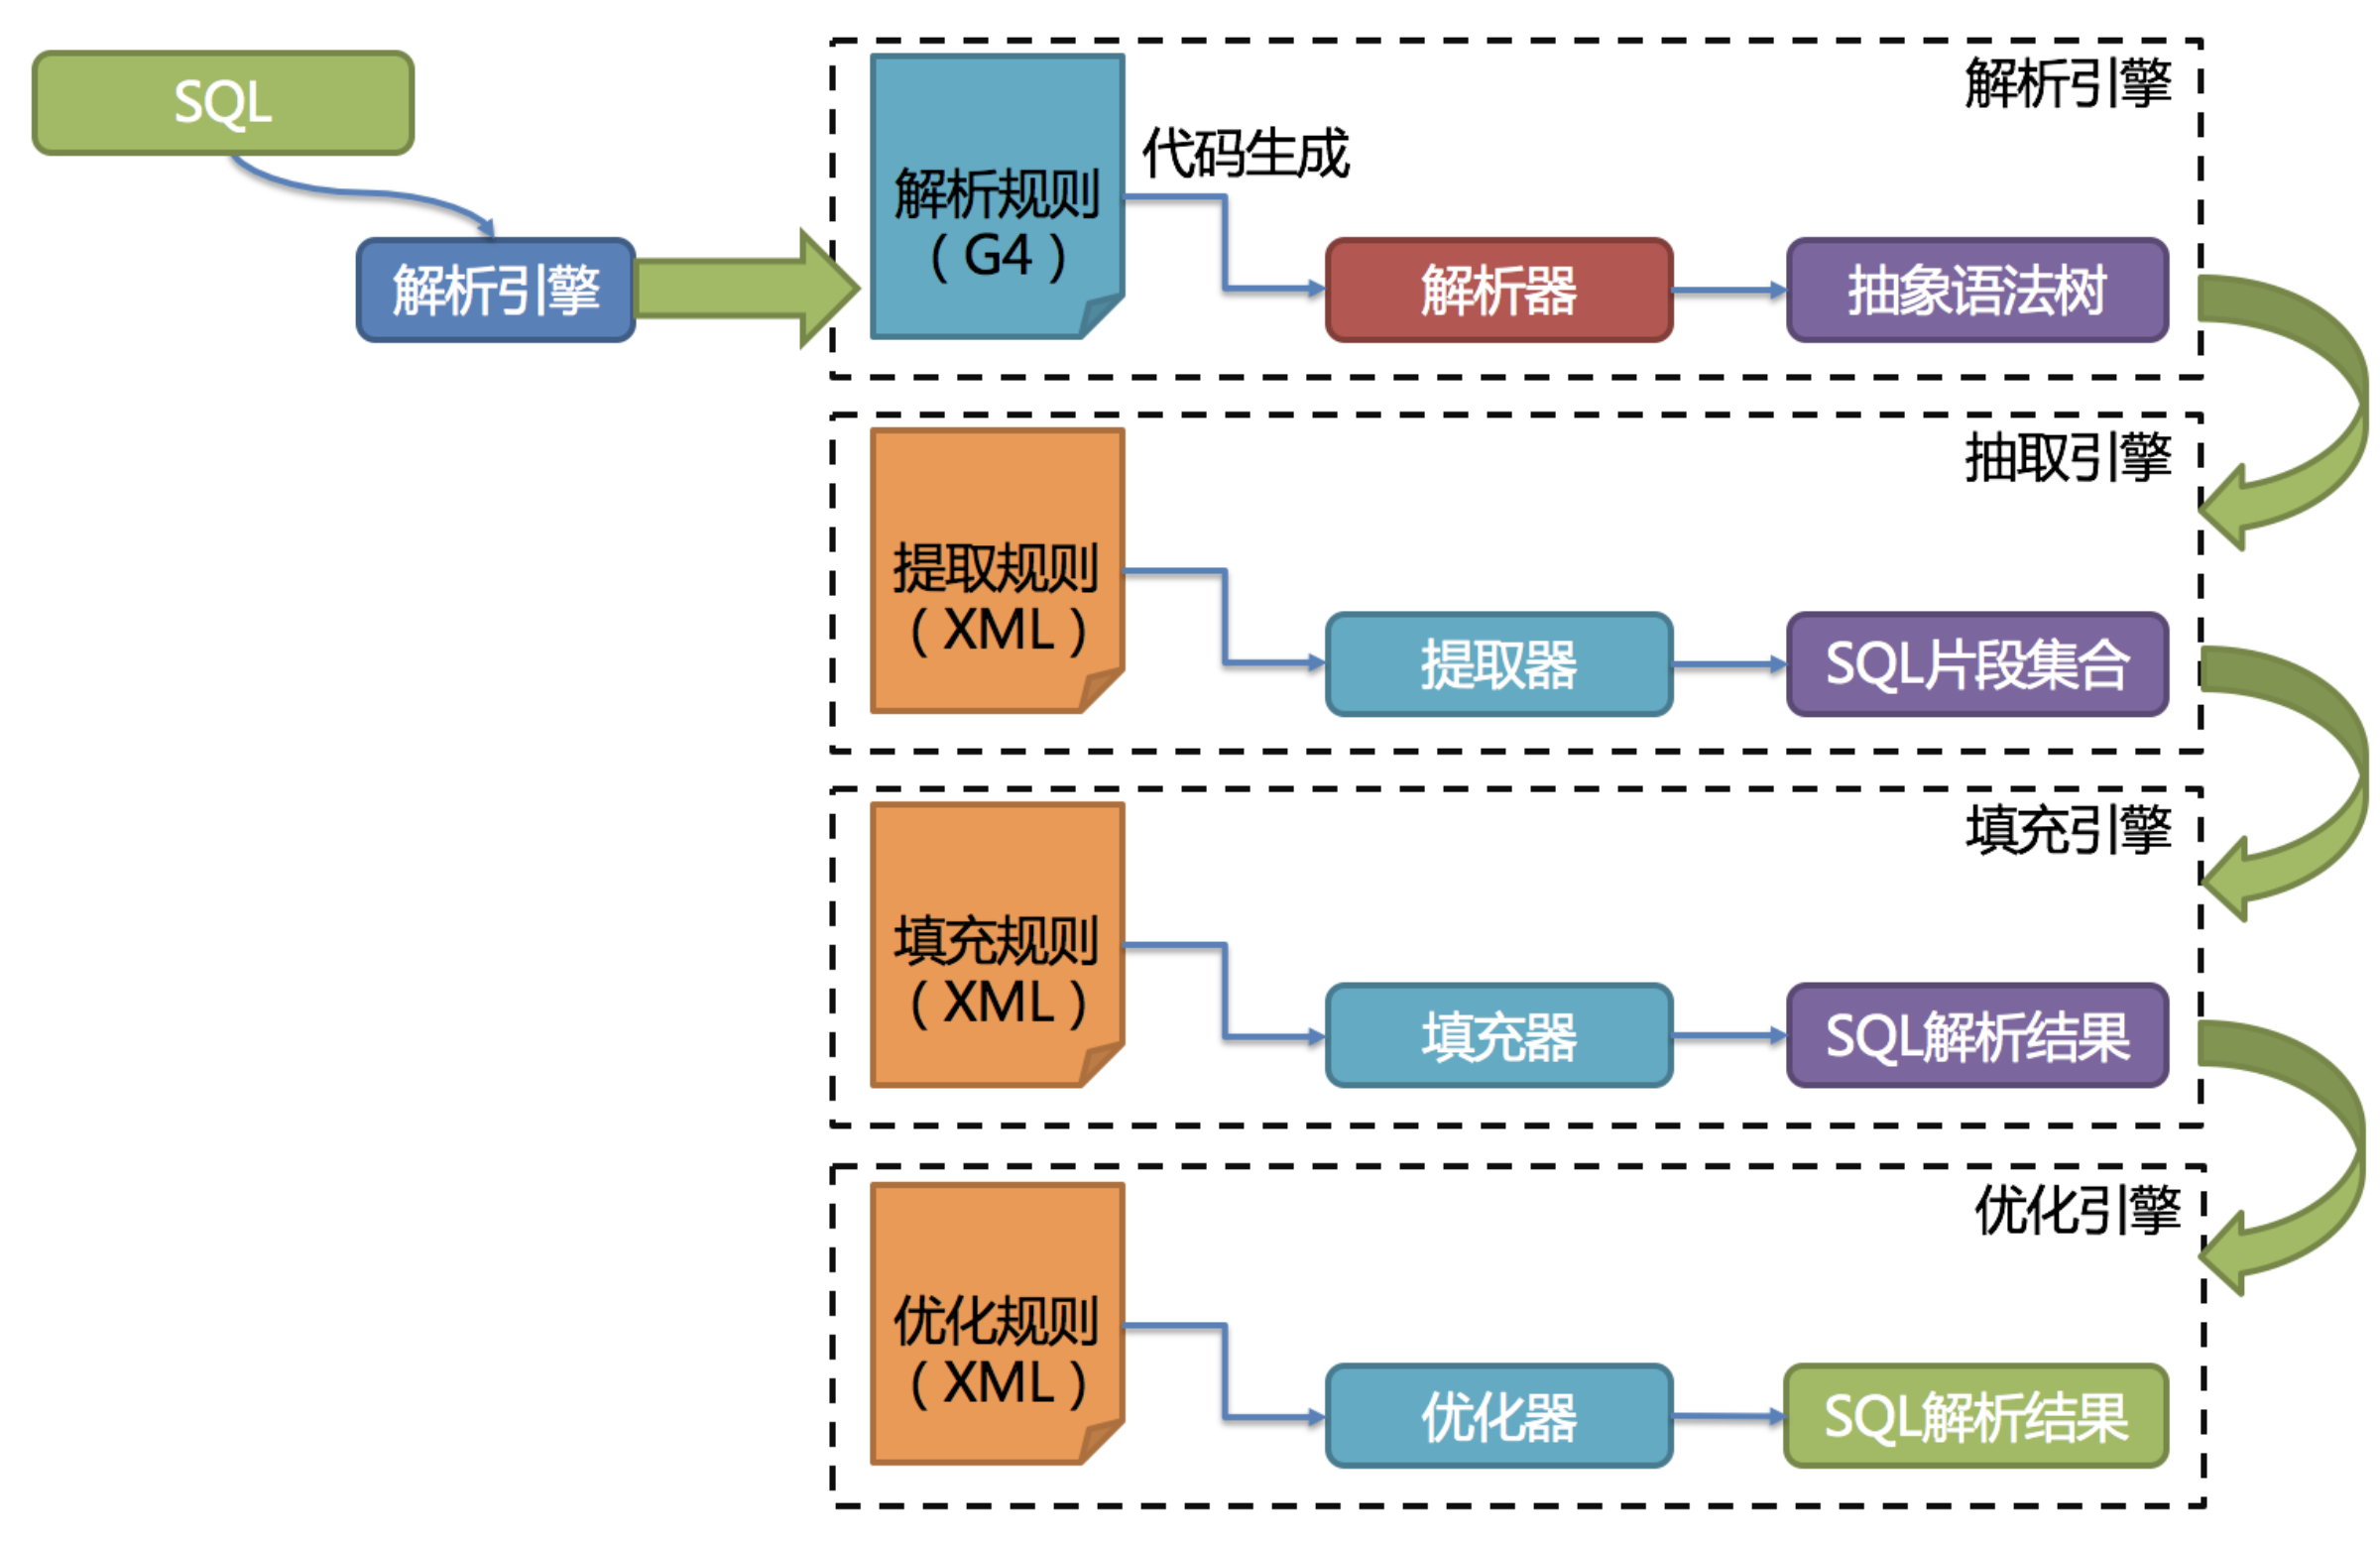 SQL
解析引擎
解析引擎
解析规则
（G4）
代码生成
解析器
抽象语法树
抽取引擎
提取规则
（XML）
提取器
SQL片段集合
填充引擎
填充规则
（XML）
填充器
SQL解析结果
优化引擎
优化规则
（XML）
优化器
SQL解析结果